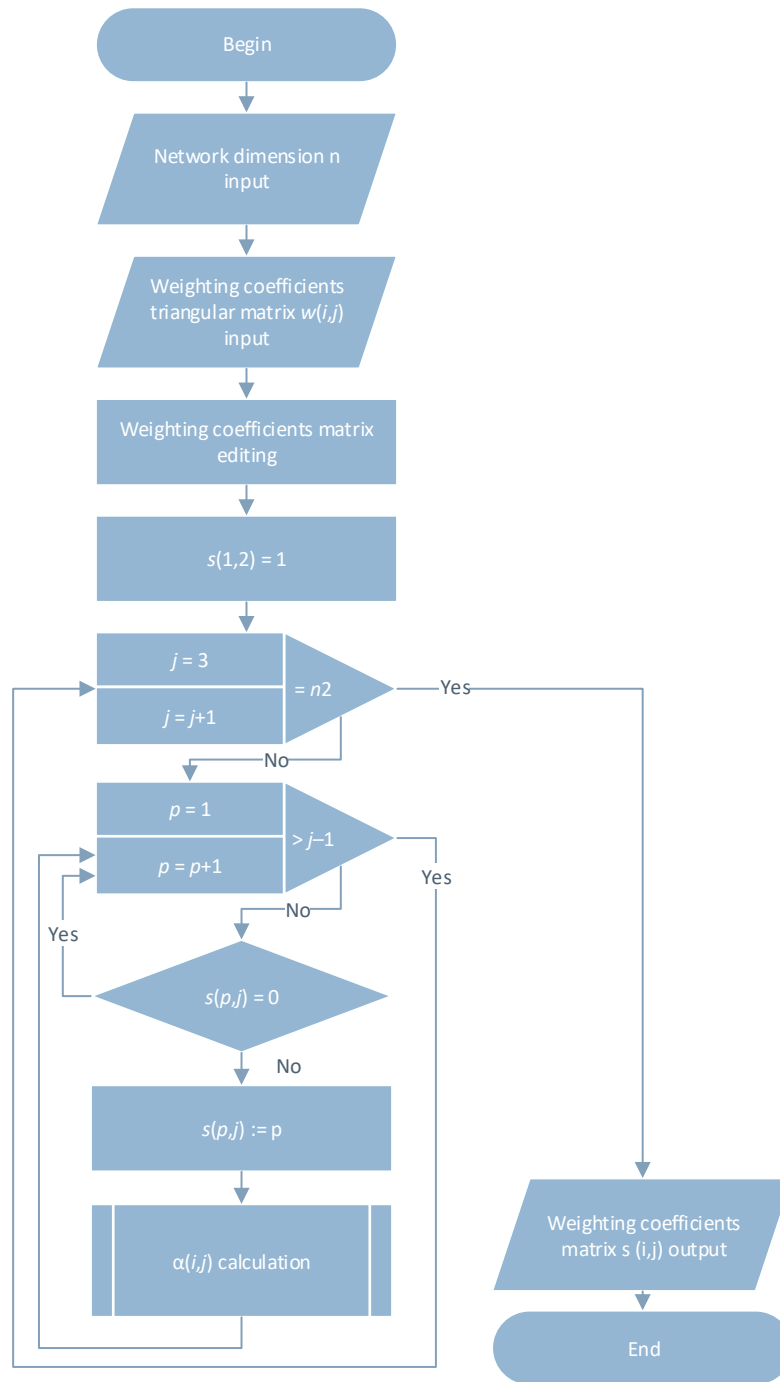 Begin
Network dimension n
input
Weighting coefficients
triangular matrix w(i,j)
input
Weighting coefficients matrix
editing
s(1,2) = 1
j = 3
= n2
j = j+1
Yes
No
p = 1
> j–1
p = p+1
Yes
No
Yes
s(p,j) = 0
No
s(p,j) := p
α(i,j) calculation
Weighting coefficients
matrix s (i,j) output
End